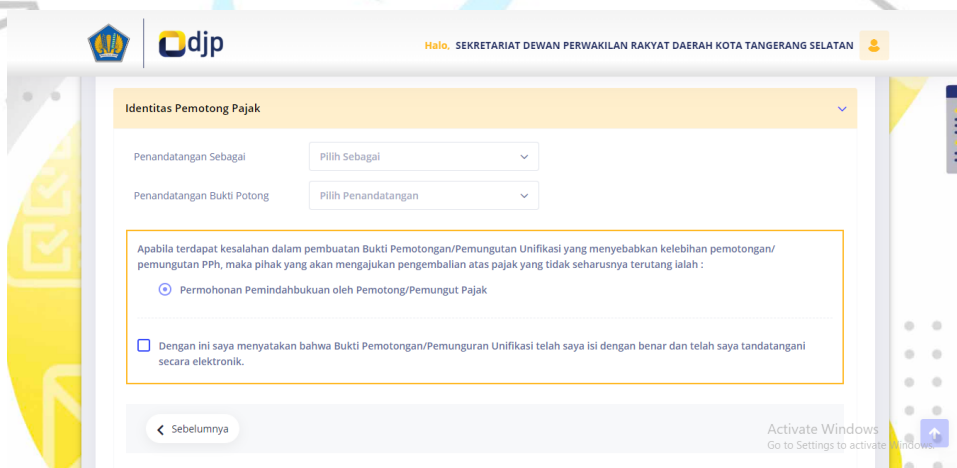 djp
Halo, SEKRETARIAT DEWAN PERWAKILAN RAKYAT DAERAH KOTA TANGERANG SELATAN
Identitas Pemotong Pajak
Penandatangan Sebagai
Pilih Sebagai
Penandatangan Bukti Potong
Pilih Penandatangan
Apabila terdapat kesalahan dalam pembuatan Bukti Pemotongan/Pemungutan Unifikasi yang menyebabkan kelebihan pemotongan/
pemungutan PPh, maka pihak yang akan mengajukan pengembalian atas pajak yang tidak seharusnya terutang ialah :
Permohonan Pemindahbukuan oleh Pemotong/Pemungut Pajak
Dengan ini saya menyatakan bahwa Bukti Pemotongan/Pemunguran Unifikasi telah saya isi dengan benar dan telah saya tandatangani
secara elektronik.
Sebelumnya
Activate Windows
Go to Settings to activate Windows.